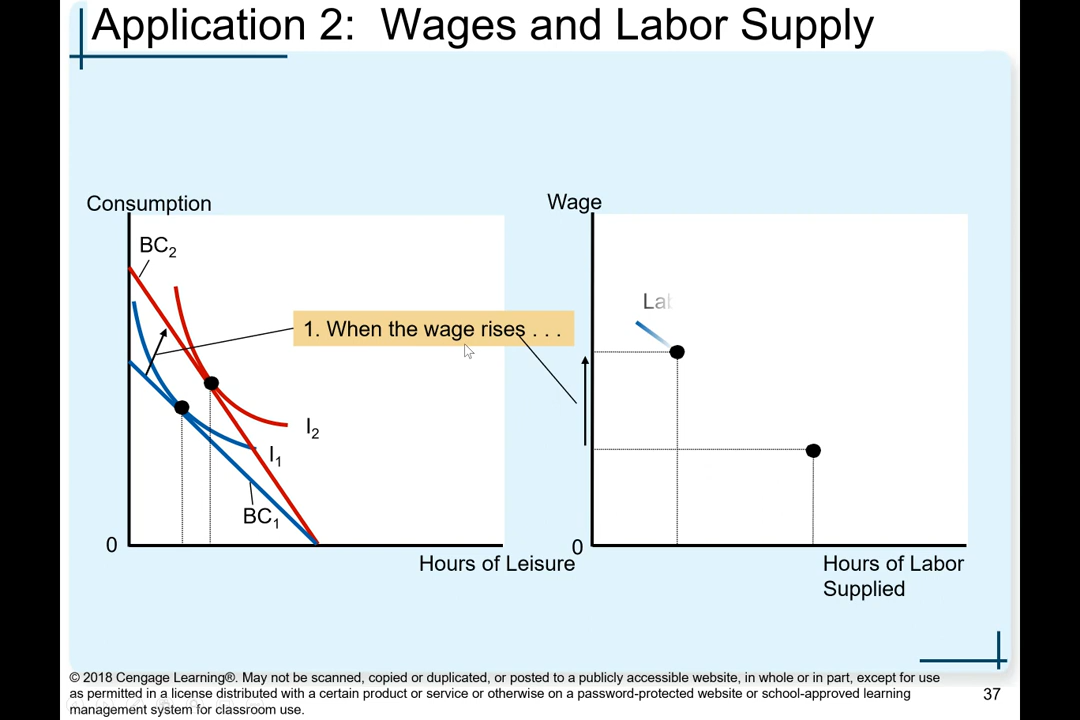 Application 2: Wages and Labor Supply
Consumption
Wage
BC2
1. When the wage rises . . .
I2
I1
BC1
0
0
Hours of Leisure
Hours of Labor
Supplied
© 2018 Cengage Learning®. May not be scanned, copied or duplicated, or posted to a publicly accessible website, in whole or in part, except for use
as permitted in a license distributed with a certain product or service or otherwise on a password-protected website or school-approved learning
management system for classroom use.
37